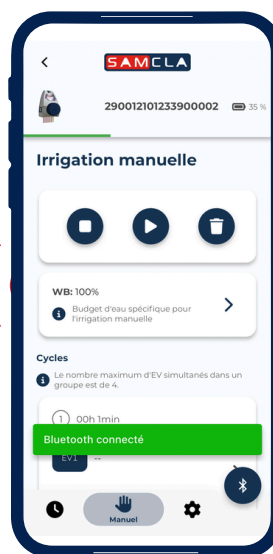 SAMCLA
290012101233900002 35 %
Irrigation manuelle
WB: 100%
Budget d'eau spécifique pour
l'irrigation manuelle
Cycles
Le nombre maximum d'EV simultanés dans un
groupe est de 4.
1 00h 1min
Bluetooth connecté
EV1 --
Manuel